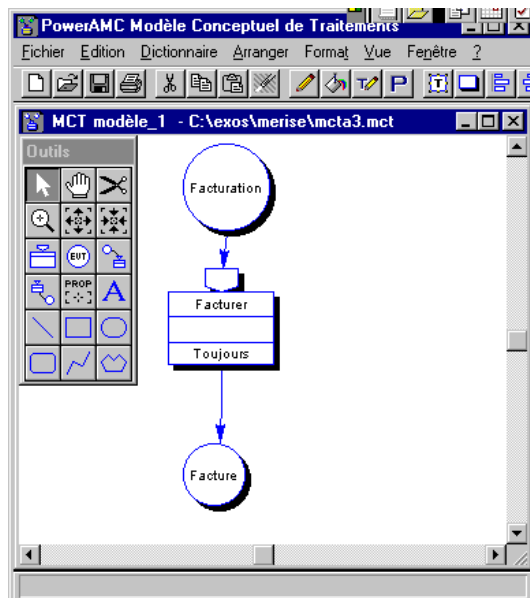 PowerAMC Modèle Conceptuel de Traitements
Fichier Edition Dictionnaire Arranger Format Vue Fenêtre ?
P T
MCT modèle_1 - C:\exos\merise\mcta3.mct
Outils
EVT
PROP
A
Facturation
Facturer
Toujours
Facture